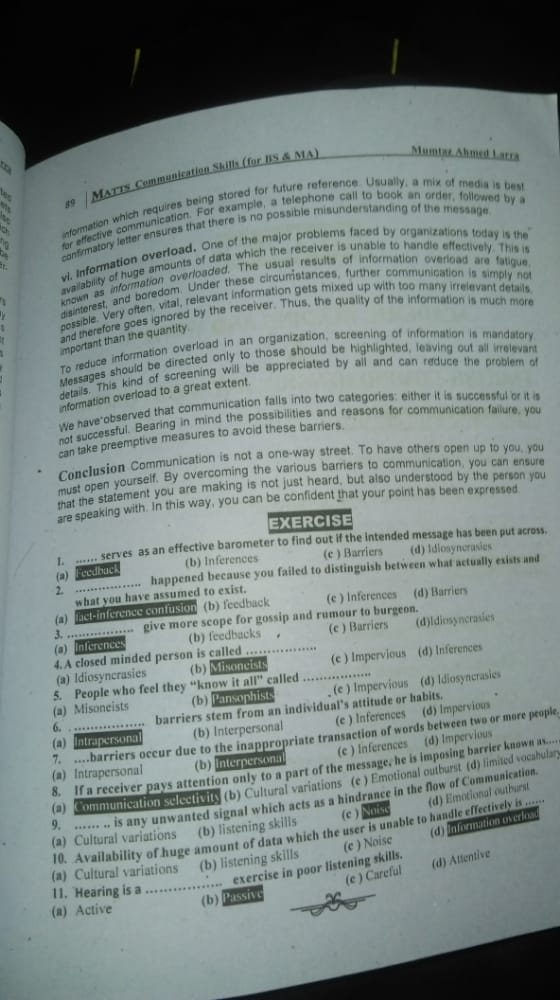 89 MATTS Communication Skills (for BS & MA) Mumtaz Ahmed Larra
information which requires being stored for future reference. Usually, a mix of media is best
for effective communication. For example, a telephone call to book an order, followed by a
confirmatory letter ensures that there is no possible misunderstanding of the message.
vi. Information overload. One of the major problems faced by organizations today is the
availability of huge amounts of data which the receiver is unable to handle effectively. This is
known as information overloaded. The usual results of information overload are fatigue,
disinterest, and boredom. Under these circumstances, further communication is simply not
possible. Very often, vital, relevant information gets mixed up with too many irrelevant details,
and therefore goes ignored by the receiver. Thus, the quality of the information is much more
important than the quantity.
To reduce information overload in an organization, screening of information is mandatory.
Messages should be directed only to those should be highlighted, leaving out all irrelevant
details. This kind of screening will be appreciated by all and can reduce the problem of
information overload to a great extent.
We have observed that communication falls into two categories: either it is successful or it is
not successful. Bearing in mind the possibilities and reasons for communication failure, you
can take preemptive measures to avoid these barriers.
Conclusion Communication is not a one-way street. To have others open up to you, you
must open yourself. By overcoming the various barriers to communication, you can ensure
that the statement you are making is not just heard, but also understood by the person you
are speaking with. In this way, you can be confident that your point has been expressed.
EXERCISE
1. ...... serves as an effective barometer to find out if the intended message has been put across.
(a) Feedback (b) Inferences (c ) Barriers (d) Idiosyncrasies
2. ................ happened because you failed to distinguish between what actually exists and
what you have assumed to exist.
(a) fact-inference confusion (b) feedback (c ) Inferences (d) Barriers
3. ................ give more scope for gossip and rumour to burgeon.
(a) Inferences (b) feedbacks (c ) Barriers (d)Idiosyncrasies
4. A closed minded person is called ................
(a) Idiosyncrasies (b) Misoneists (c ) Impervious (d) Inferences
5. People who feel they “know it all” called ................
(a) Misoneists (b) Pansophists (c ) Impervious (d) Idiosyncrasies
6. ................ barriers stem from an individual's attitude or habits.
(a) Intrapersonal (b) Interpersonal (c ) Inferences (d) Impervious
7. ....barriers occur due to the inappropriate transaction of words between two or more people.
(a) Intrapersonal (b) Interpersonal (c ) Inferences (d) Impervious
8. If a receiver pays attention only to a part of the message, he is imposing barrier known as....
(a) Communication selectivity (b) Cultural variations (c ) Emotional outburst (d) limited vocabulary
9. ....... .. is any unwanted signal which acts as a hindrance in the flow of Communication.
(a) Cultural variations (b) listening skills (c ) Noise (d) Emotional outburst
10. Availability of huge amount of data which the user is unable to handle effectively is ......
(a) Cultural variations (b) listening skills (c ) Noise (d) Information overload
11. Hearing is a ................ exercise in poor listening skills.
(a) Active (b) Passive (c ) Careful (d) Attentive